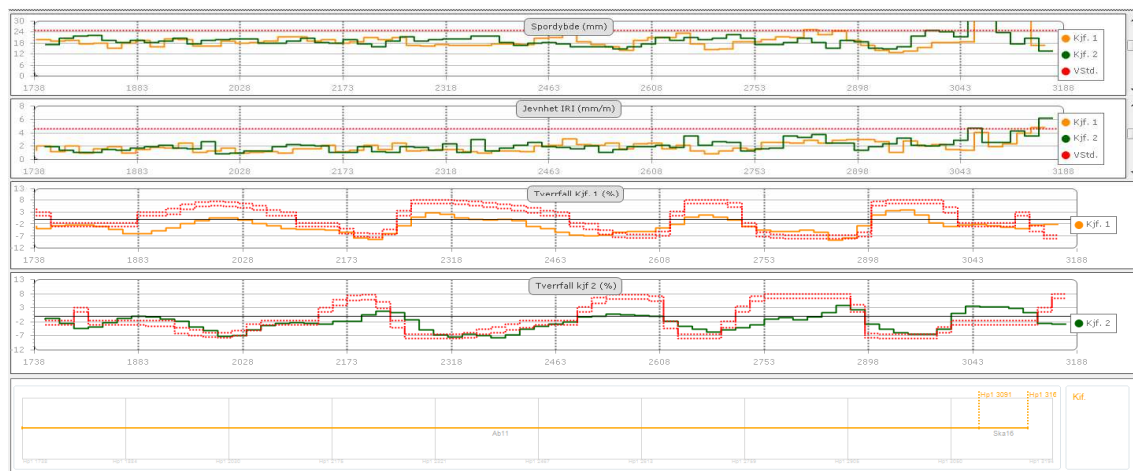 Spordybde (mm)
30
24
18
12
6
0
Kjf. 1
Kjf. 2
VStd.
1738 1883 2028 2173 2318 2463 2608 2753 2898 3043 3188
Jevnhet IRI (mm/m)
8
6
4
2
0
Kjf. 1
Kjf. 2
VStd.
1738 1883 2028 2173 2318 2463 2608 2753 2898 3043 3188
Tverrfall Kjf. 1 (%)
13
8
3
-2
-7
12
Kjf. 1
1738 1883 2028 2173 2318 2463 2608 2753 2898 3043 3188
Tverrfall kjf 2 (%)
13
8
3
-2
-7
12
Kjf. 2
1738 1883 2028 2173 2318 2463 2608 2753 2898 3043 3188
Hp1 3091 Hp1 316
Kjf.
Ab11 Ska16